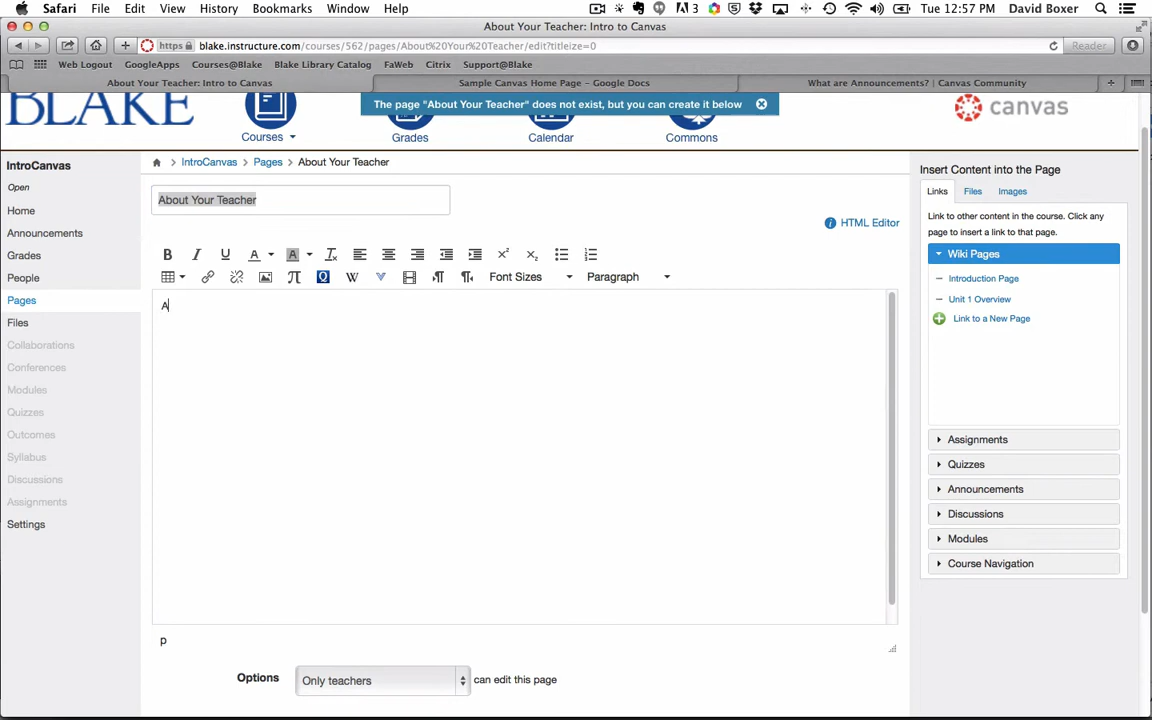 Safari File Edit View History Bookmarks Window Help 3 5 Tue 12:57 PM David Boxer
About Your Teacher: Intro to Canvas
https blake.instructure.com/courses/562/pages/About%20Your%20Teacher/edit?titleize=0 Reader
Web Logout GoogleApps Courses@Blake Blake Library Catalog FaWeb Citrix Support@Blake
About Your Teacher: Intro to Canvas Sample Canvas Home Page – Google Docs What are Announcements? | Canvas Community
BLAKE
The page "About Your Teacher" does not exist, but you can create it below
canvas
Courses Grades Calendar Commons
IntroCanvas
Open
Home
Announcements
Grades
People
Pages
Files
Collaborations
Conferences
Modules
Quizzes
Outcomes
Syllabus
Discussions
Assignments
Settings
> IntroCanvas > Pages > About Your Teacher
About Your Teacher
HTML Editor
B I U A A
Font Sizes Paragraph
A
p
Options Only teachers can edit this page
Insert Content into the Page
Links Files Images
Link to other content in the course. Click any
page to insert a link to that page.
Wiki Pages
Introduction Page
Unit 1 Overview
Link to a New Page
Assignments
Quizzes
Announcements
Discussions
Modules
Course Navigation